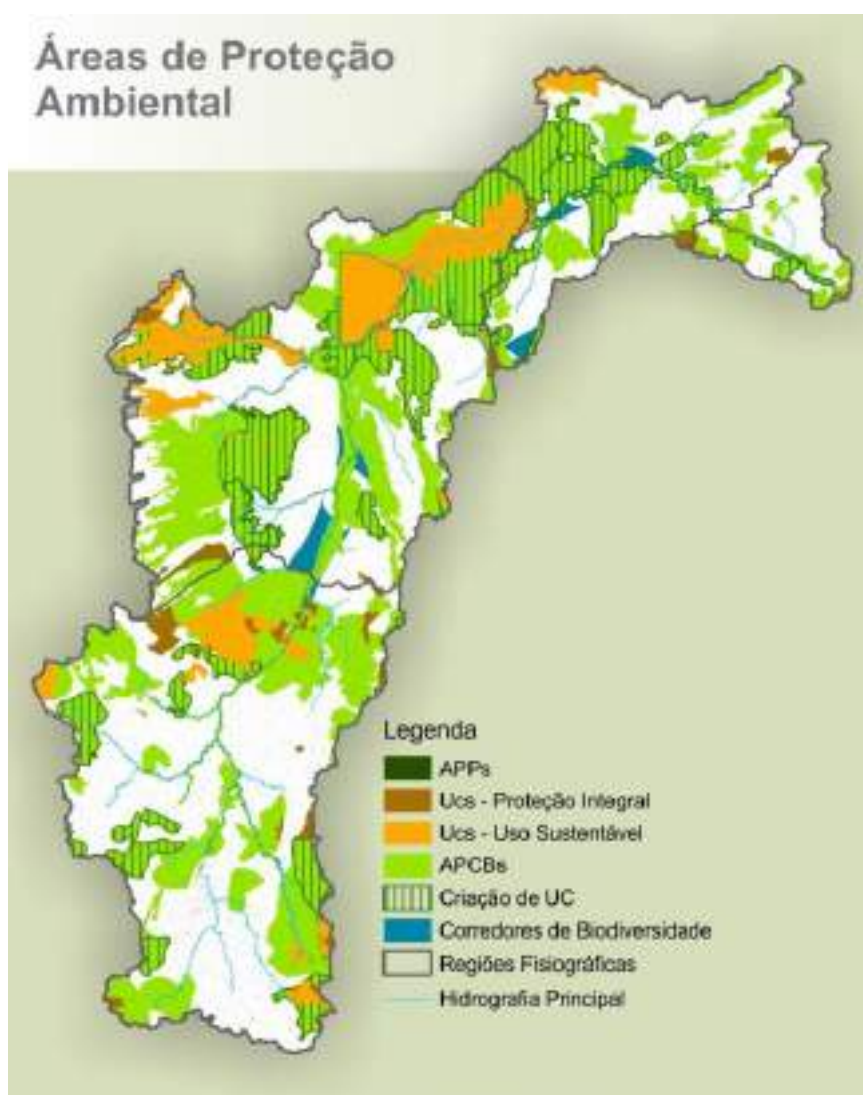 Áreas de Proteção
Ambiental
Legenda
APPs
Ucs - Proteção Integral
Ucs - Uso Sustentável
APCBs
Criação de UC
Corredores de Biodiversidade
Regiões Fisiográficas
Hidrografia Principal